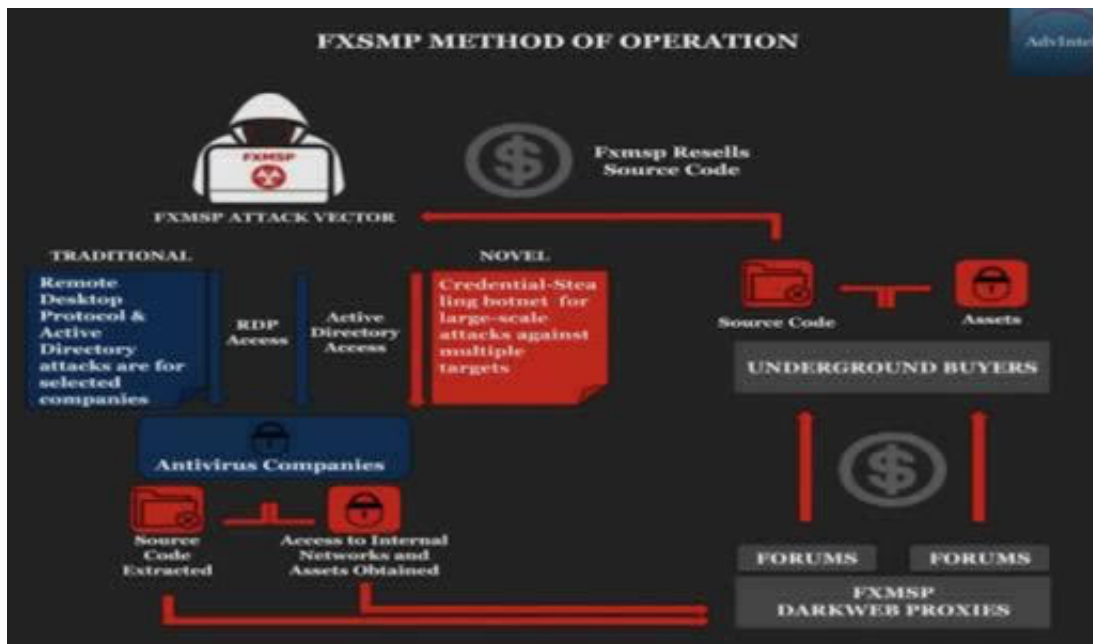 FXSMP METHOD OF OPERATION
AdvIntel
FXMSP
Fxmsp Resells
Source Code
FXMSP ATTACK VECTOR
TRADITIONAL
Remote
Desktop
Protocol &
Active
Directory
attacks are for
selected
companies
RDP
Access
Active
Directory
Access
NOVEL
Credential-Stea
ling botnet for
large-scale
attacks against
multiple
targets
Source Code
Assets
UNDERGROUND BUYERS
Antivirus Companies
Source
Code
Extracted
Access to Internal
Networks and
Assets Obtained
FORUMS
FORUMS
FXMSP
DARKWEB PROXIES